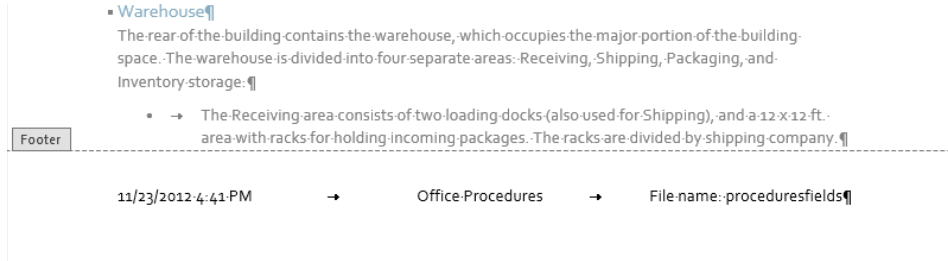 Warehouse¶
The rear of the building contains the warehouse, which occupies the major portion of the building
space. The warehouse is divided into four separate areas: Receiving, Shipping, Packaging, and
Inventory storage:¶
• → The Receiving area consists of two loading docks (also used for Shipping), and a 12 x 12 ft.
area with racks for holding incoming packages. The racks are divided by shipping company.¶
Footer
11/23/2012 4:41 PM → Office Procedures → File name: proceduresfields¶